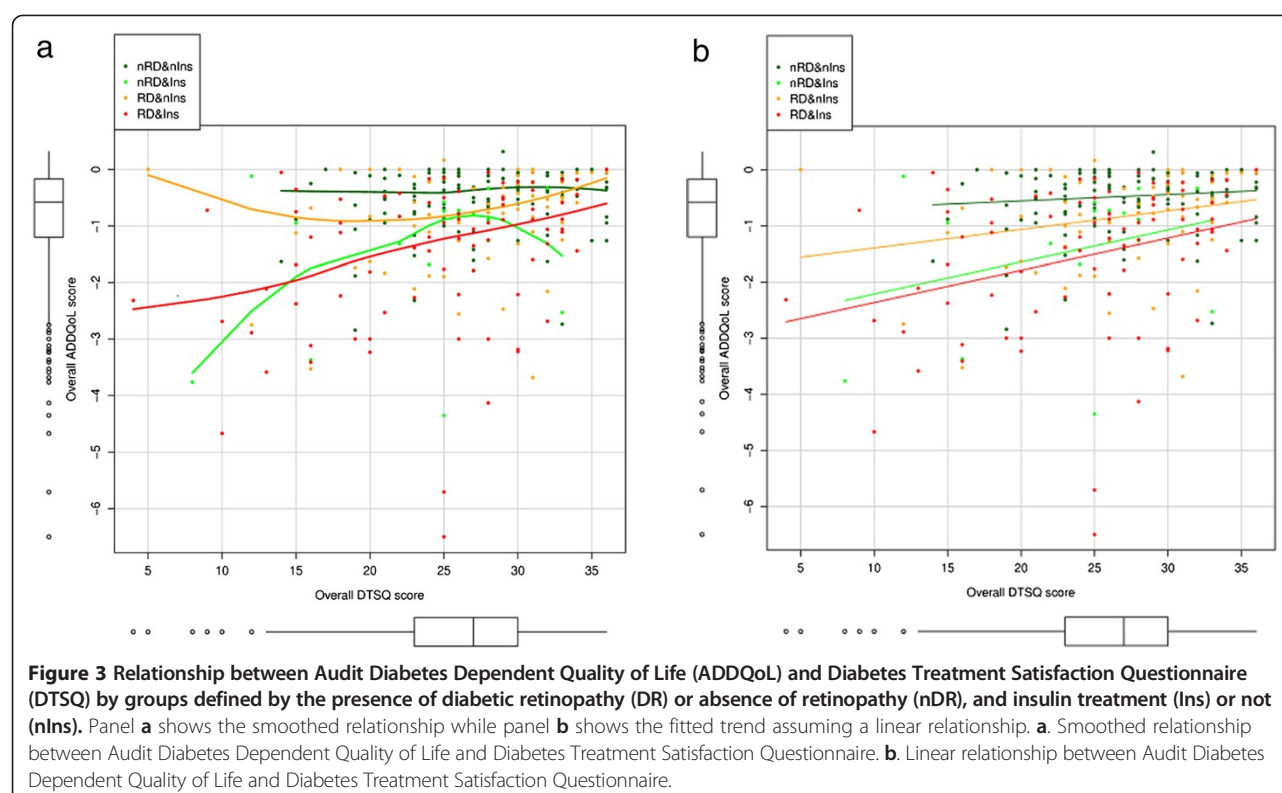 a
nRD&nIns
nRD&Ins
RD&nIns
RD&Ins
0
-1
-2
-3
-4
-5
-6
Overall ADDQoL score
5 10 15 20 25 30 35
Overall DTSQ score
b
nRD&nIns
nRD&Ins
RD&nIns
RD&Ins
0
-1
-2
-3
-4
-5
-6
Overall ADDQoL score
5 10 15 20 25 30 35
Overall DTSQ score
Figure 3 Relationship between Audit Diabetes Dependent Quality of Life (ADDQoL) and Diabetes Treatment Satisfaction Questionnaire
(DTSQ) by groups defined by the presence of diabetic retinopathy (DR) or absence of retinopathy (nDR), and insulin treatment (Ins) or not
(nIns). Panel a shows the smoothed relationship while panel b shows the fitted trend assuming a linear relationship. a. Smoothed relationship
between Audit Diabetes Dependent Quality of Life and Diabetes Treatment Satisfaction Questionnaire. b. Linear relationship between Audit Diabetes
Dependent Quality of Life and Diabetes Treatment Satisfaction Questionnaire.